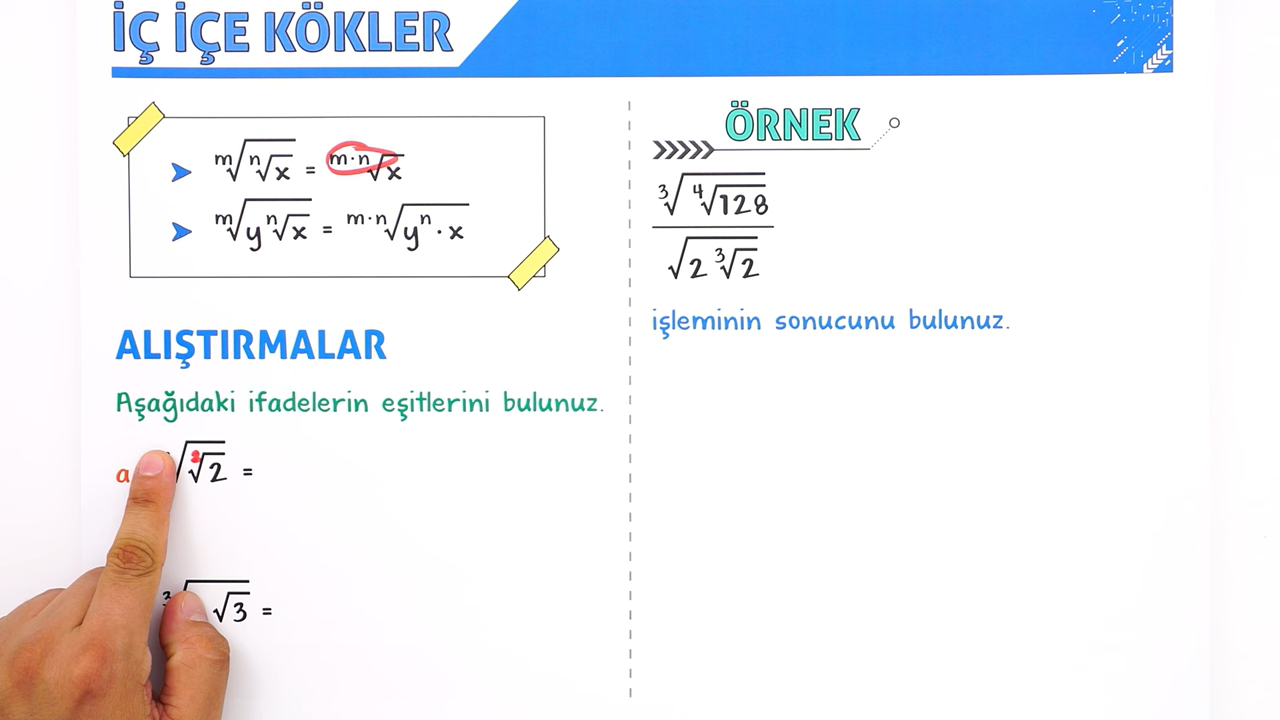 İÇ İÇE KÖKLER
ᵐ√(ⁿ√x) = ᵐ·ⁿ√x
ᵐ√(y ⁿ√x) = ᵐ·ⁿ√(yⁿ · x)
ALIŞTIRMALAR
Aşağıdaki ifadelerin eşitlerini bulunuz.
a
√(√2) =
³√( √3) =
ÖRNEK
³√(⁴√128)
√(2 ³√2)
işleminin sonucunu bulunuz.